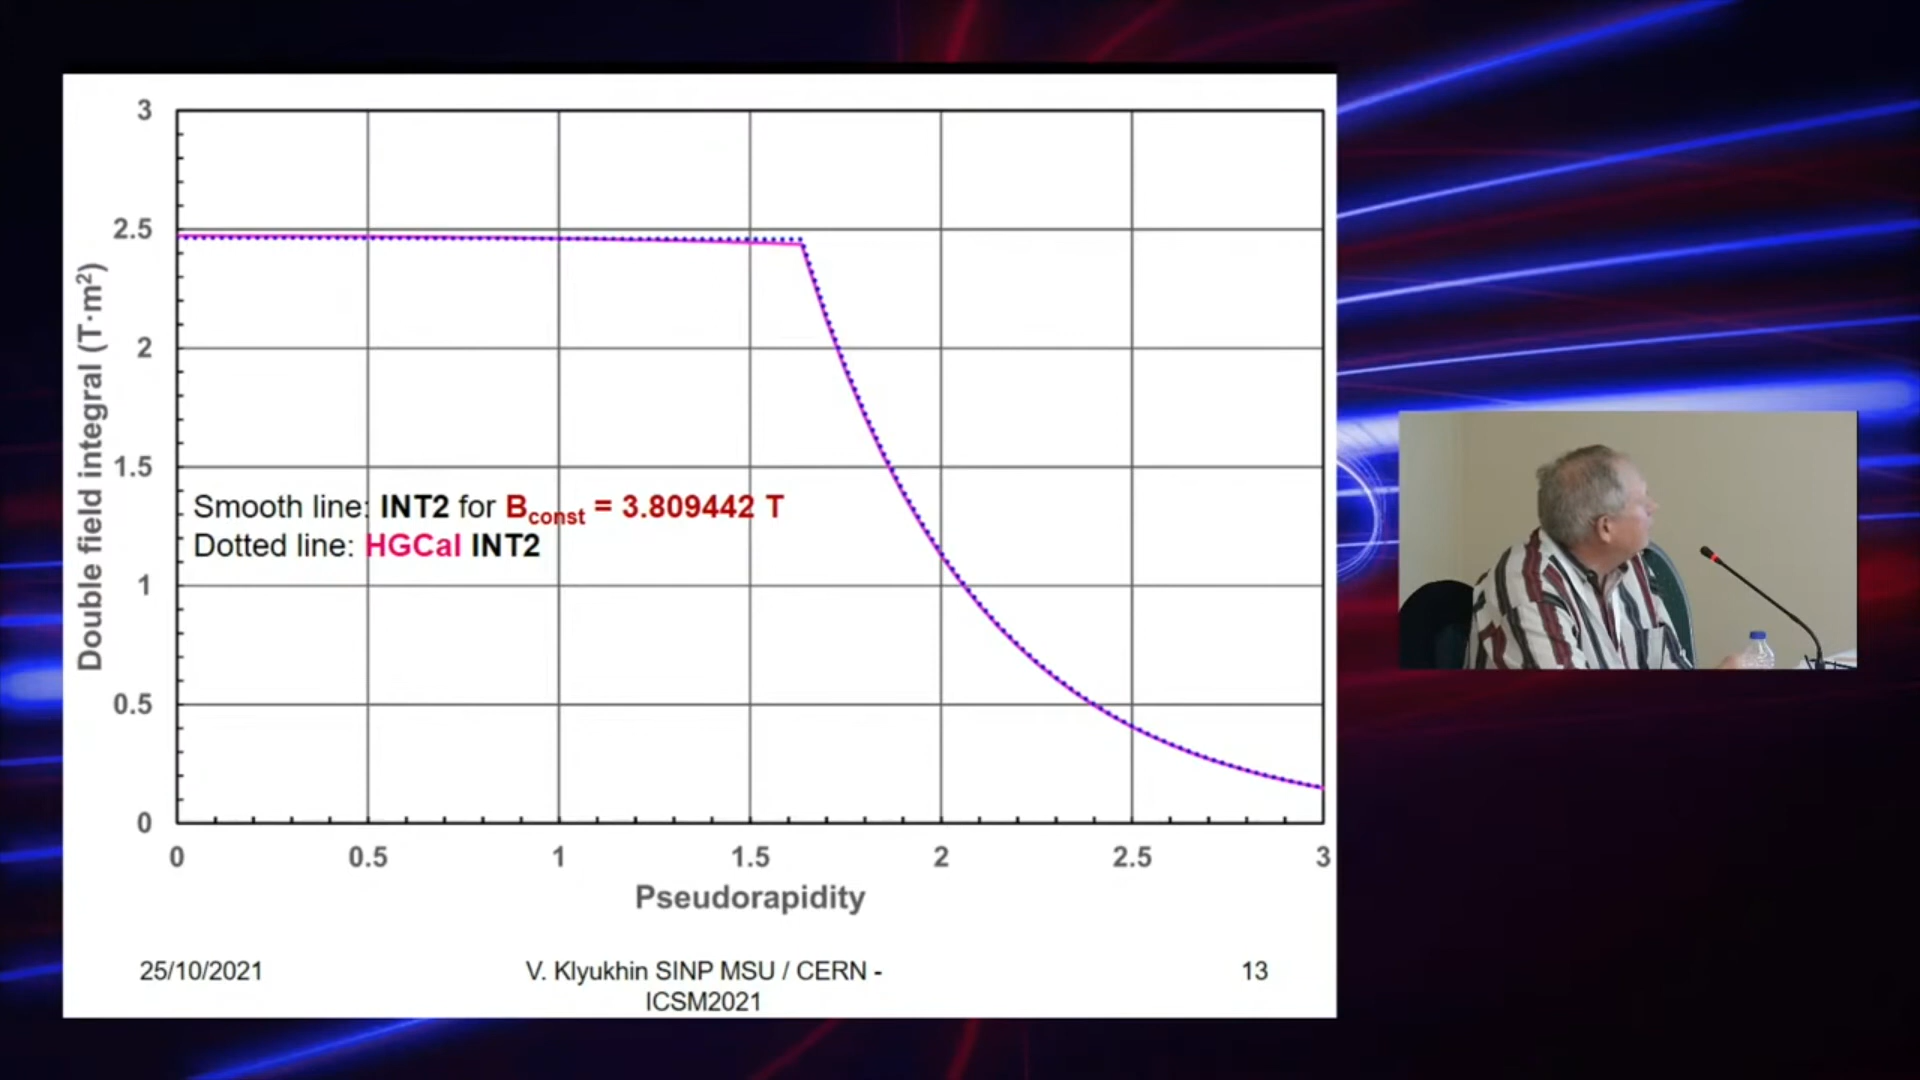 3
2.5
2
1.5
1
0.5
0
Double field integral (T·m²)
Smooth line: INT2 for Bconst = 3.809442 T
Dotted line: HGCal INT2
0 0.5 1 1.5 2 2.5 3
Pseudorapidity
25/10/2021
V. Klyukhin SINP MSU / CERN -
ICSM2021
13